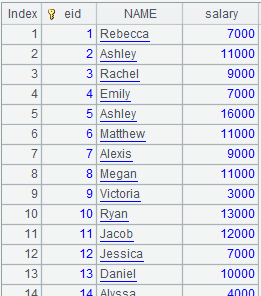 Index eid NAME salary
1 1 Rebecca 7000
2 2 Ashley 11000
3 3 Rachel 9000
4 4 Emily 7000
5 5 Ashley 16000
6 6 Matthew 11000
7 7 Alexis 9000
8 8 Megan 11000
9 9 Victoria 3000
10 10 Ryan 13000
11 11 Jacob 12000
12 12 Jessica 7000
13 13 Daniel 10000
14 14 Alyssa 4000